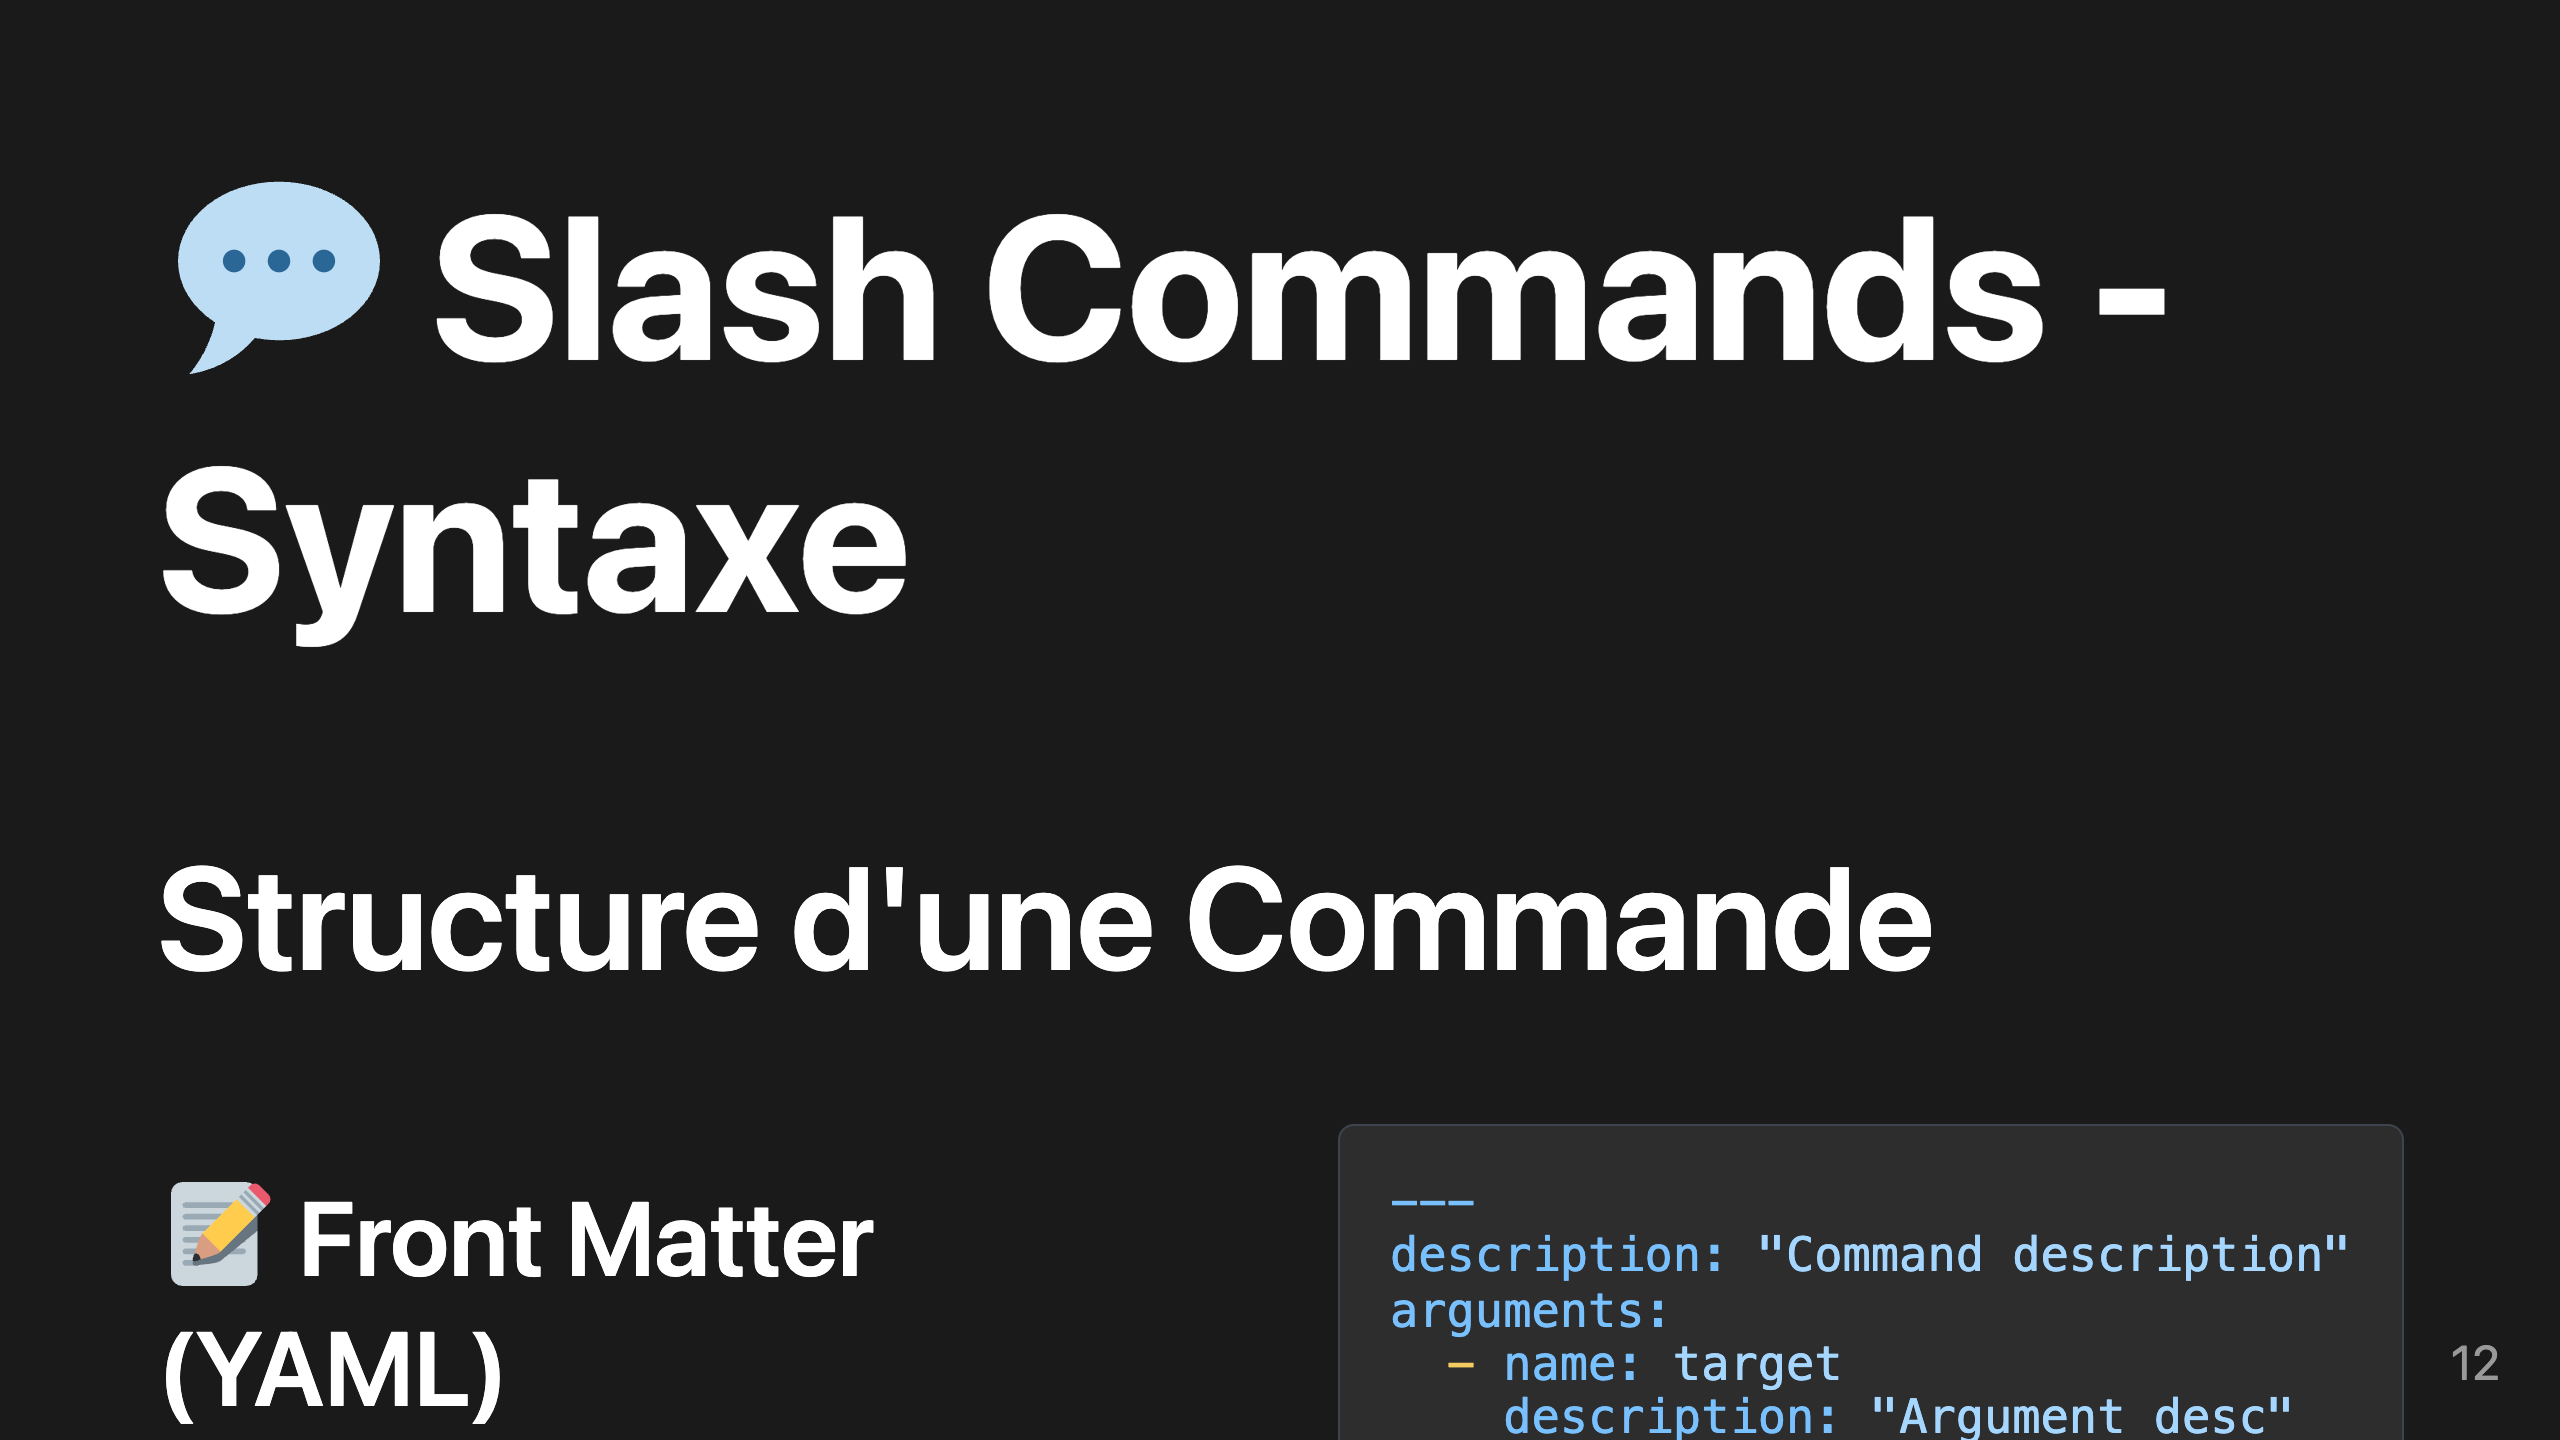 💬 Slash Commands -
Syntaxe
Structure d'une Commande
📝 Front Matter
(YAML)
---
description: "Command description"
arguments:
  - name: target
    description: "Argument desc"
12